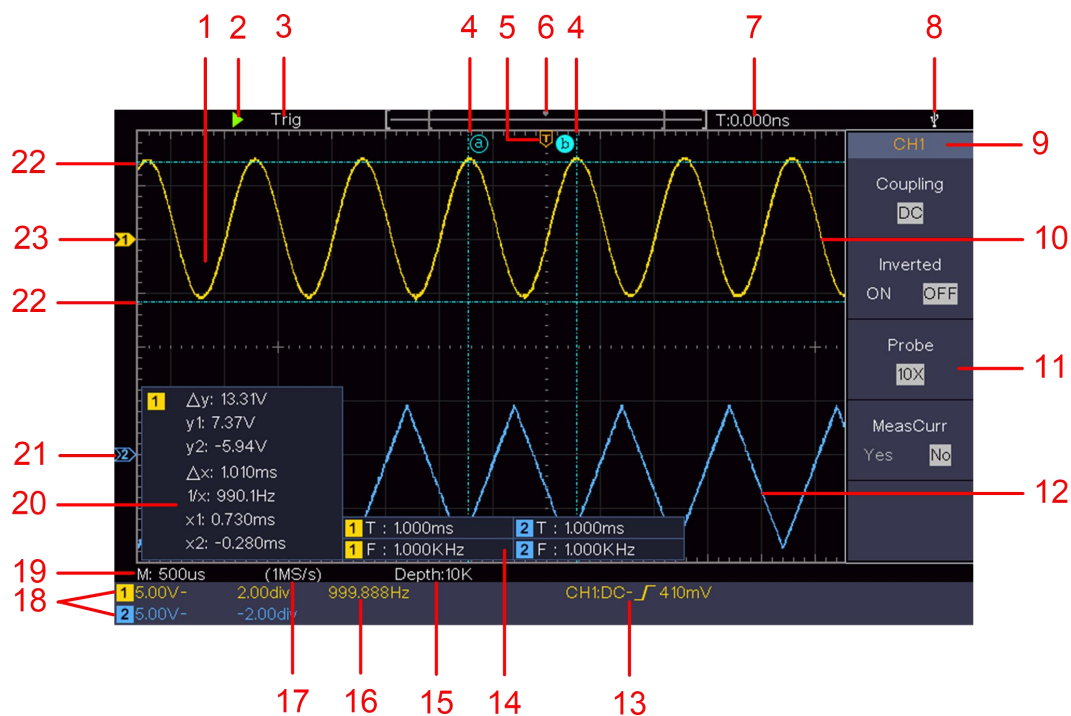 1 2 3 4 5 6 4 7 8
Trig T:0.000ns
a T b
22
CH1 9
Coupling
DC
23 1 10
Inverted
ON OFF
22
Probe
10X 11
1 Δy: 13.31V
y1: 7.37V
y2: -5.94V
Δx: 1.010ms
1/x: 990.1Hz
x1: 0.730ms
x2: -0.280ms
MeasCurr
Yes No
21 2
20 12
1 T : 1.000ms 2 T : 1.000ms
1 F : 1.000KHz 2 F : 1.000KHz
19 M: 500us (1MS/s) Depth:10K
18 1 5.00V- 2.00div 999.888Hz CH1:DC- 410mV
2 5.00V- -2.00div
17 16 15 14 13